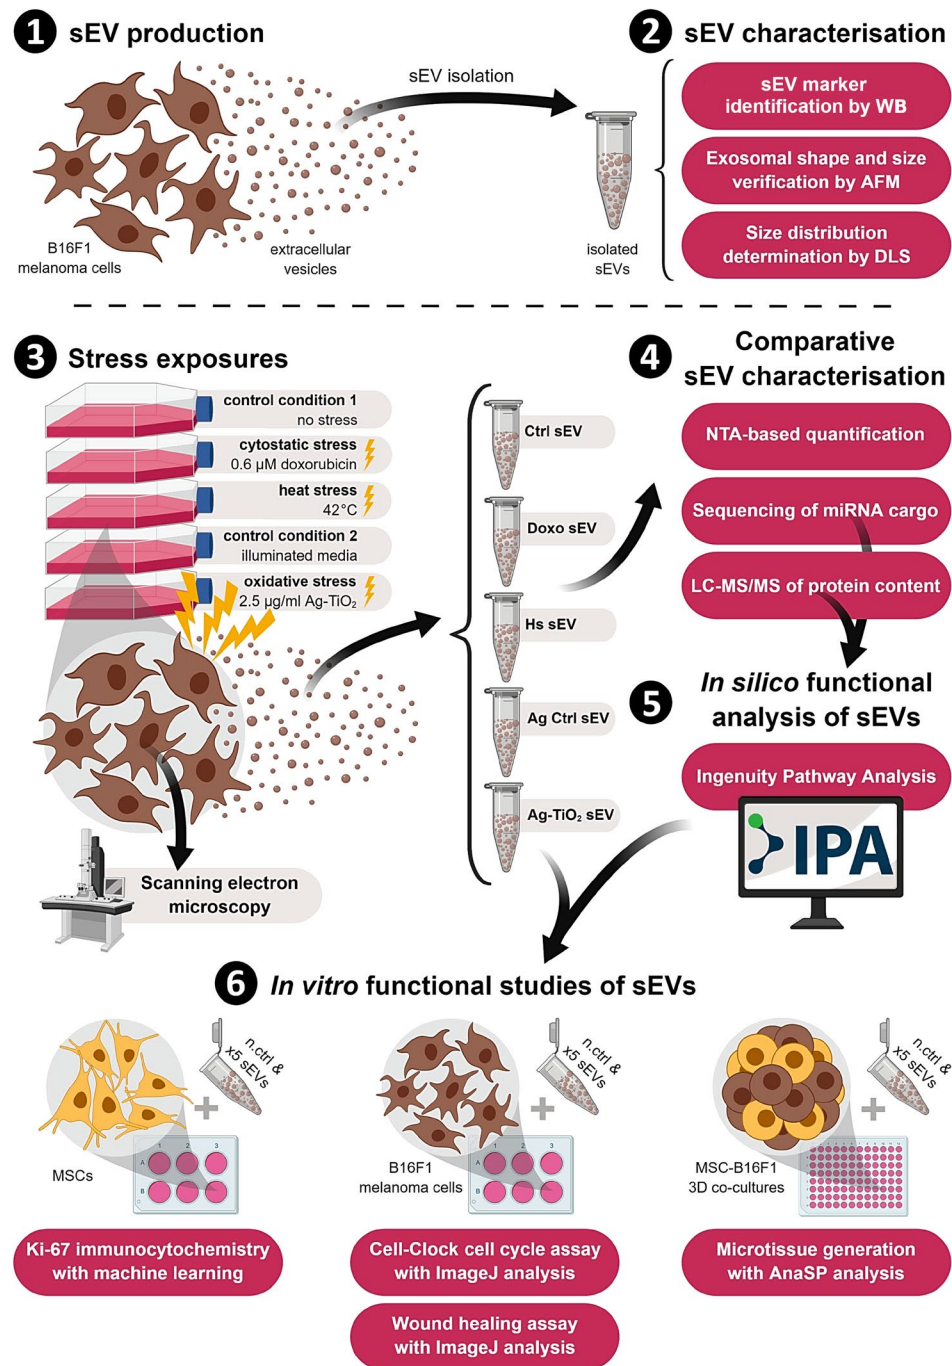 1 sEV production
sEV isolation
B16F1
melanoma cells
extracellular
vesicles
isolated
sEVs
2 sEV characterisation
sEV marker
identification by WB
Exosomal shape and size
verification by AFM
Size distribution
determination by DLS
3 Stress exposures
control condition 1
no stress
cytostatic stress
0.6 µM doxorubicin
heat stress
42°C
control condition 2
illuminated media
oxidative stress
2.5 µg/ml Ag-TiO₂
Scanning electron
microscopy
Ctrl sEV
Doxo sEV
Hs sEV
Ag Ctrl sEV
Ag-TiO₂ sEV
4 Comparative
sEV characterisation
NTA-based quantification
Sequencing of miRNA cargo
LC-MS/MS of protein content
5 In silico functional
analysis of sEVs
Ingenuity Pathway Analysis
IPA
6 In vitro functional studies of sEVs
n.ctrl &
x5 sEVs
MSCs
1 2 3
A
B
Ki-67 immunocytochemistry
with machine learning
n.ctrl &
x5 sEVs
B16F1
melanoma cells
1 2 3
A
B
Cell-Clock cell cycle assay
with ImageJ analysis
Wound healing assay
with ImageJ analysis
n.ctrl &
x5 sEVs
MSC-B16F1
3D co-cultures
Microtissue generation
with AnaSP analysis